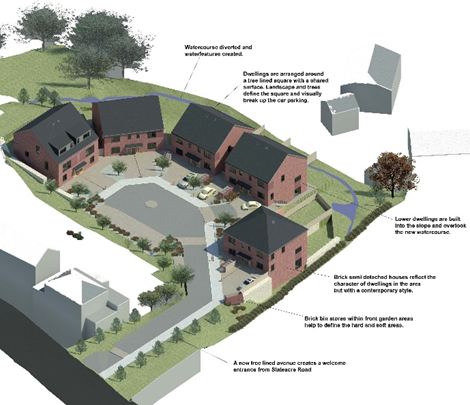 Watercourse diverted and
waterfeatures created.
Dwellings are arranged around
a tree lined square with a shared
surface. Landscape and trees
define the square and visually
break up the car parking.
Lower dwellings are built
into the slope and overlook
the new watercourse.
Brick semi detached houses reflect the
character of dwellings in the area
but with a contemporary style.
Brick bin stores within front garden areas
help to define the hard and soft areas.
A new tree lined avenue creates a welcome
entrance from Slateacre Road